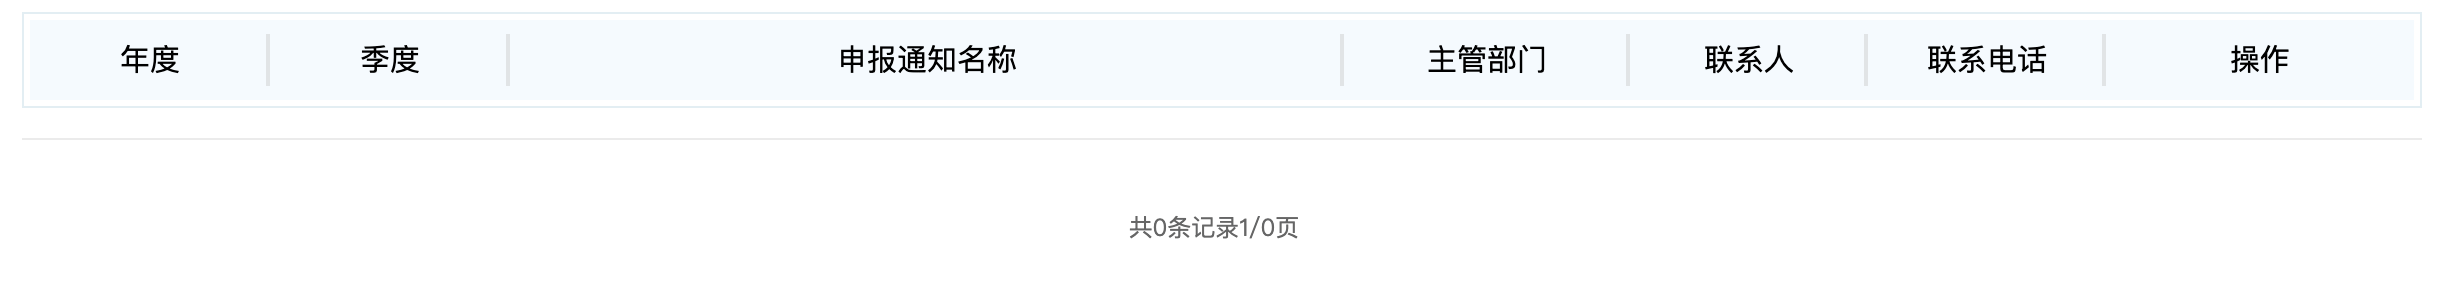 年度 季度 申报通知名称 主管部门 联系人 联系电话 操作
共0条记录1/0页